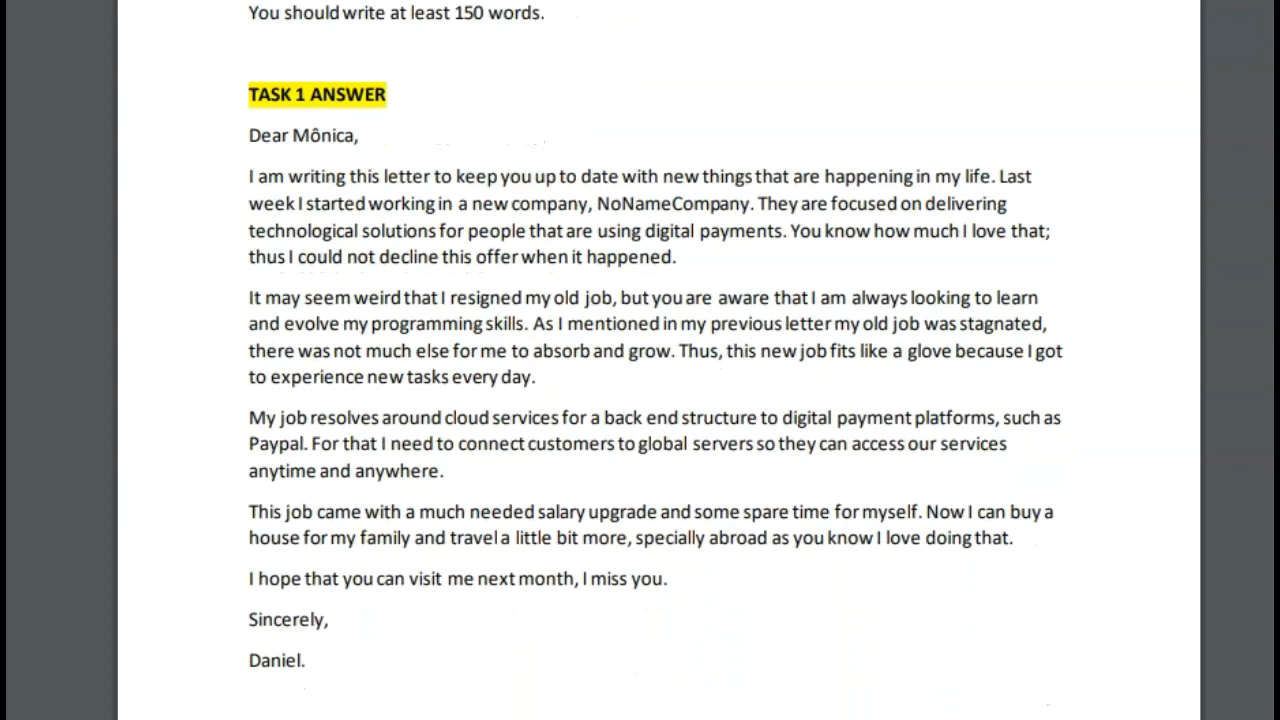 You should write at least 150 words.
TASK 1 ANSWER
Dear Mônica,
I am writing this letter to keep you up to date with new things that are happening in my life. Last
week I started working in a new company, NoNameCompany. They are focused on delivering
technological solutions for people that are using digital payments. You know how much I love that;
thus I could not decline this offer when it happened.
It may seem weird that I resigned my old job, but you are aware that I am always looking to learn
and evolve my programming skills. As I mentioned in my previous letter my old job was stagnated,
there was not much else for me to absorb and grow. Thus, this new job fits like a glove because I got
to experience new tasks every day.
My job resolves around cloud services for a back end structure to digital payment platforms, such as
Paypal. For that I need to connect customers to global servers so they can access our services
anytime and anywhere.
This job came with a much needed salary upgrade and some spare time for myself. Now I can buy a
house for my family and travel a little bit more, specially abroad as you know I love doing that.
I hope that you can visit me next month, I miss you.
Sincerely,
Daniel.